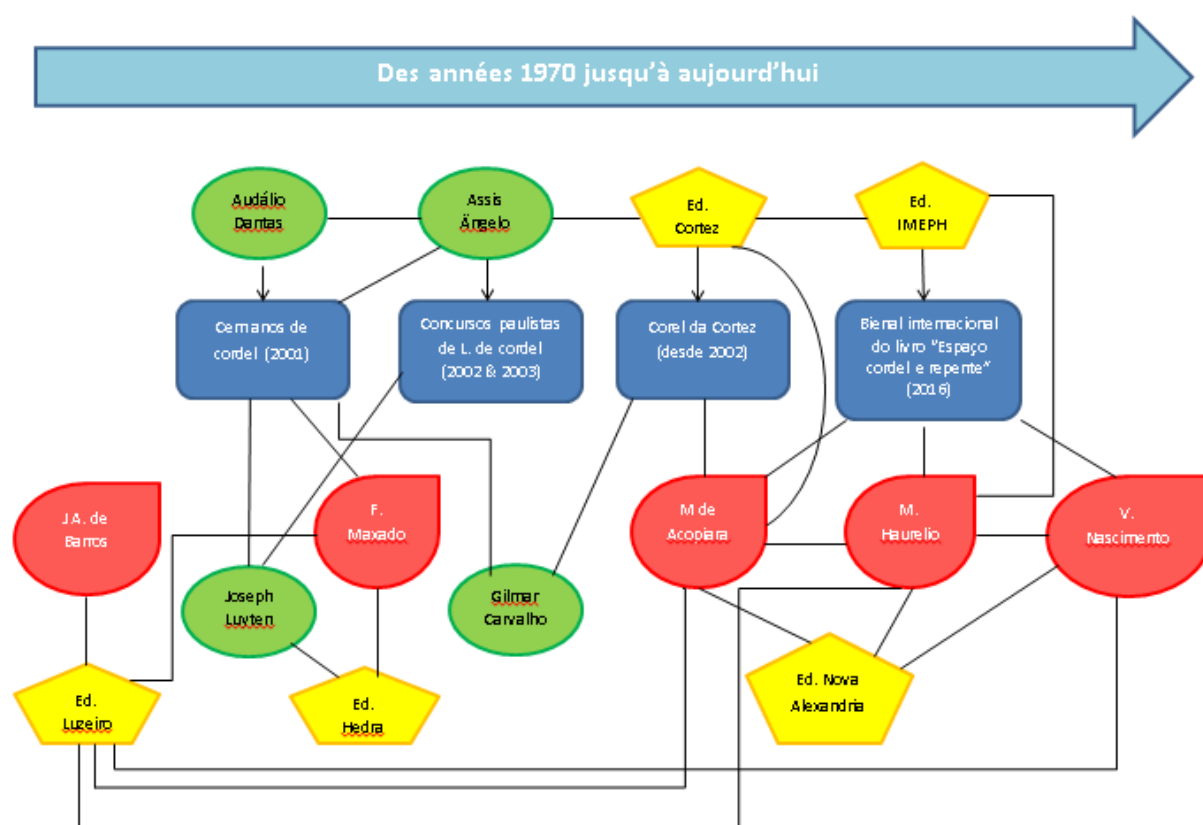 Des années 1970 jusqu'à aujourd'hui
Audálio
Dantas
Assis
Ângelo
Ed.
Cortez
Ed.
IMEPH
Cemanos de
cordel (2001)
Concursos paulistas
de L. de cordel
(2002 & 2003)
Corel da Cortez
(desde 2002)
Bienal internacional
do livro "Espaço
cordel e repente"
(2016)
J.A. de
Barros
F.
Maxado
M de
Acopiara
M.
Haurelio
V.
Nascimento
Joseph
Luyten
Gilmar
Carvalho
Ed.
Luzeiro
Ed.
Hedra
Ed. Nova
Alexandria